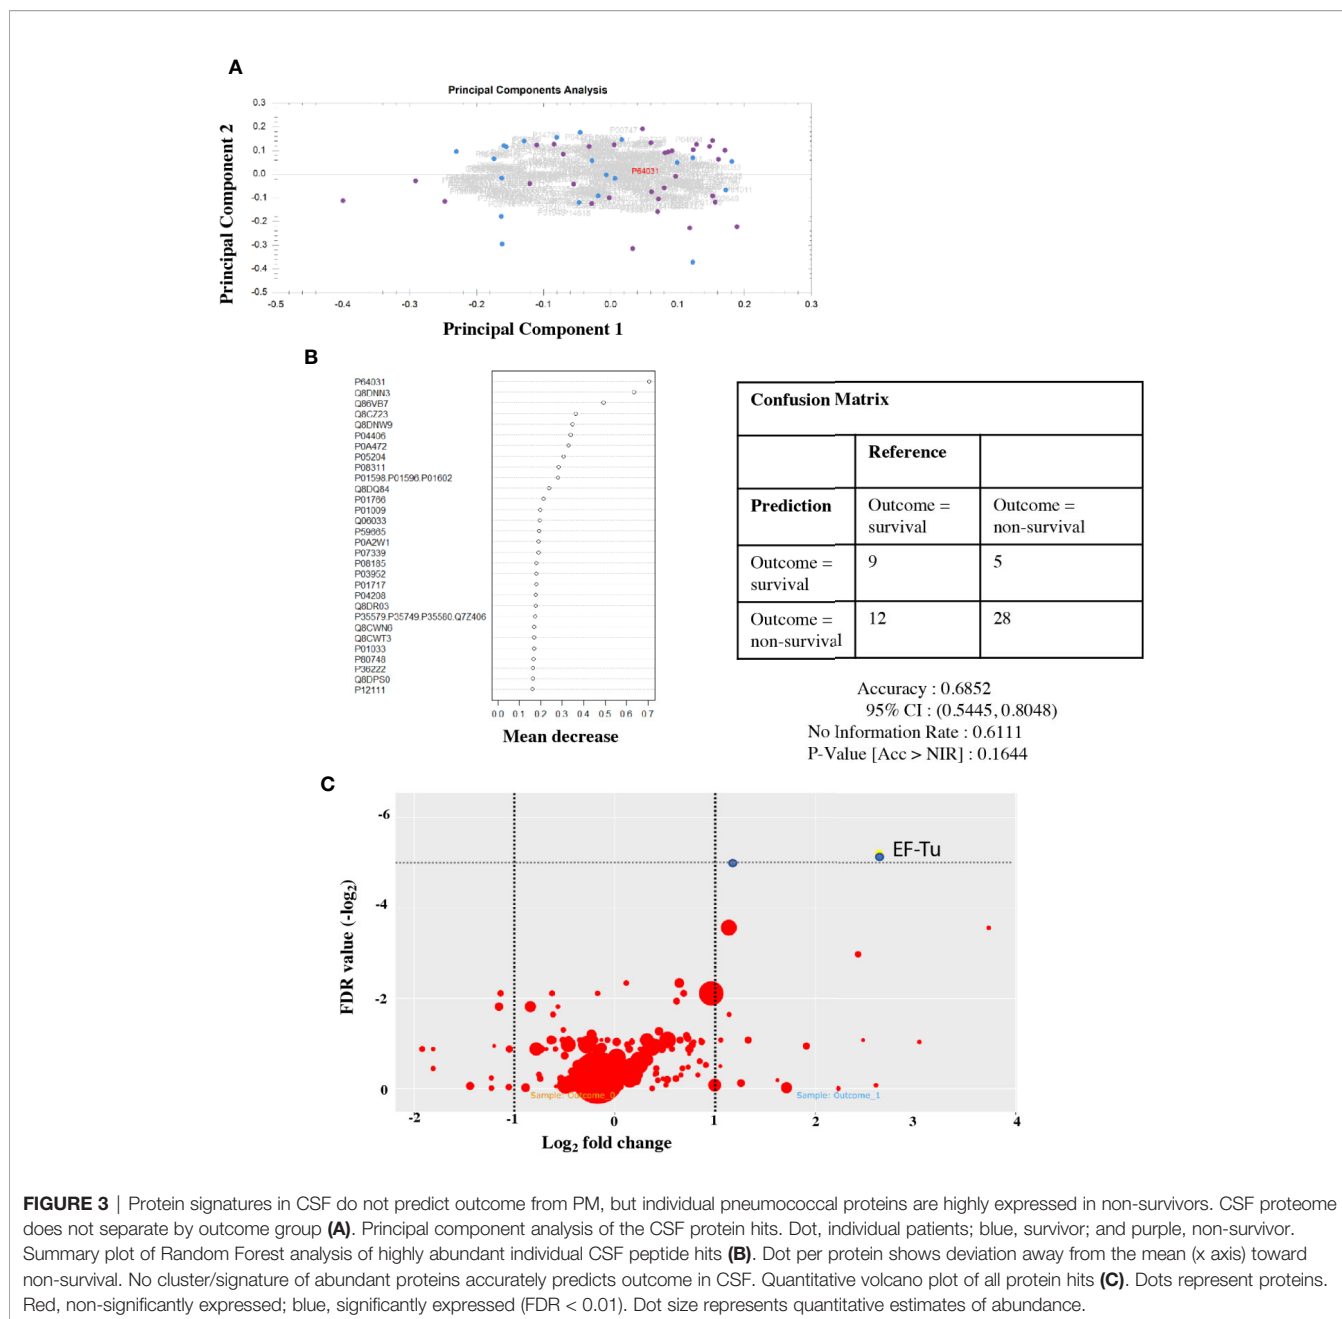 A
Principal Components Analysis
Principal Component 2
0.3
0.2
0.1
0.0
-0.1
-0.2
-0.3
-0.4
-0.5
P64031
-0.5 -0.4 -0.3 -0.2 -0.1 0.0 0.1 0.2 0.3
Principal Component 1
B
P64031
Q8DNN3
Q86VB7
Q8CZ23
Q8DNW9
P04406
P0A472
P05204
P08311
P01598.P01596.P01602
Q8DQ84
P01766
P01009
Q06033
P59665
P0A2W1
P07339
P08185
P03952
P01717
P04208
Q8DR03
P35579.P35749.P35580.Q7Z406
Q8CWN6
Q8CWT3
P01033
P80748
P36222
Q8DPS0
P12111
0.0 0.1 0.2 0.3 0.4 0.5 0.6 0.7
Mean decrease
Confusion Matrix
Reference
Prediction
Outcome = survival
Outcome = non-survival
Outcome = survival
9
5
Outcome = non-survival
12
28
Accuracy : 0.6852
95% CI : (0.5445, 0.8048)
No Information Rate : 0.6111
P-Value [Acc > NIR] : 0.1644
C
FDR value (-log2)
-6
-4
-2
0
EF-Tu
Sample: Outcome_0
Sample: Outcome_1
-2 -1 0 1 2 3 4
Log2 fold change
FIGURE 3 | Protein signatures in CSF do not predict outcome from PM, but individual pneumococcal proteins are highly expressed in non-survivors. CSF proteome
does not separate by outcome group (A). Principal component analysis of the CSF protein hits. Dot, individual patients; blue, survivor; and purple, non-survivor.
Summary plot of Random Forest analysis of highly abundant individual CSF peptide hits (B). Dot per protein shows deviation away from the mean (x axis) toward
non-survival. No cluster/signature of abundant proteins accurately predicts outcome in CSF. Quantitative volcano plot of all protein hits (C). Dots represent proteins.
Red, non-significantly expressed; blue, significantly expressed (FDR < 0.01). Dot size represents quantitative estimates of abundance.